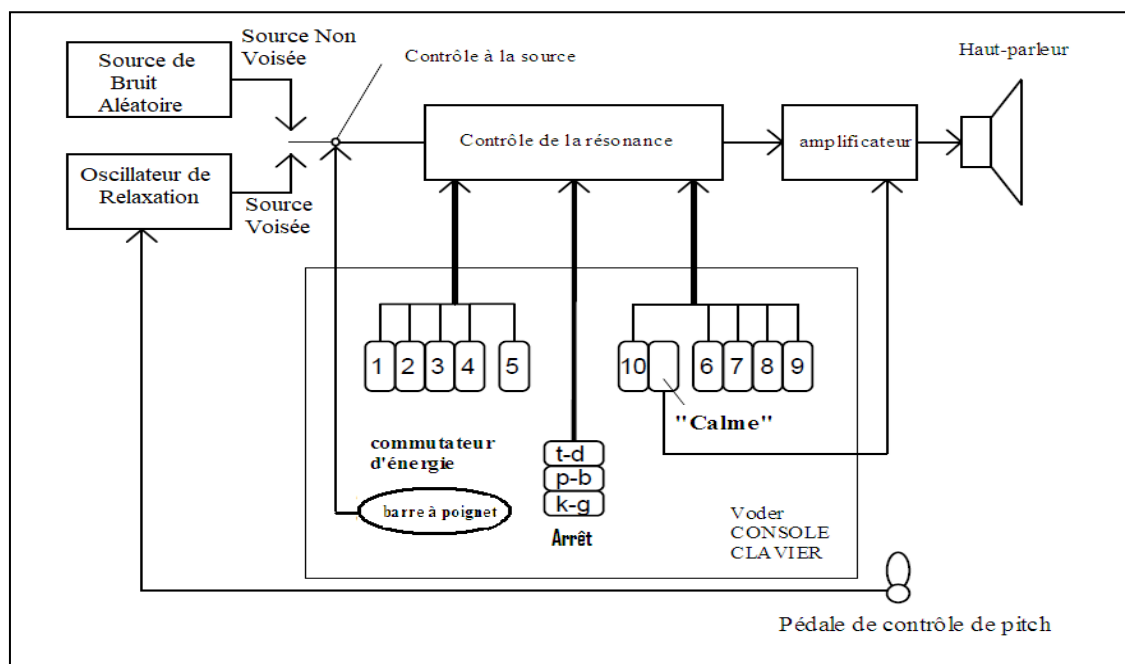 Source de
Bruit
Aléatoire
Source Non
Voisée
Contrôle à la source
Haut-parleur
Contrôle de la résonance
amplificateur
Oscillateur de
Relaxation
Source
Voisée
1 2 3 4 5
10 6 7 8 9
"Calme"
commutateur
d'énergie
barre à poignet
t-d
p-b
k-g
Arrêt
Voder
CONSOLE
CLAVIER
Pédale de contrôle de pitch